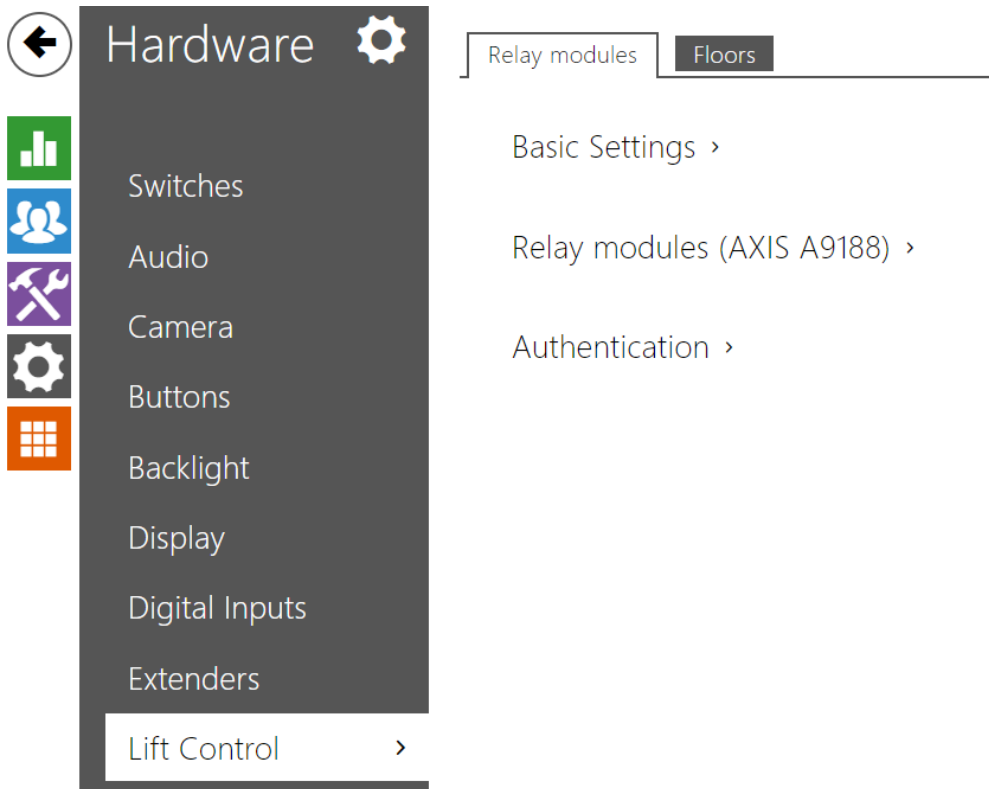 Hardware
Switches
Audio
Camera
Buttons
Backlight
Display
Digital Inputs
Extenders
Lift Control
Relay modules
Floors
Basic Settings
Relay modules (AXIS A9188)
Authentication